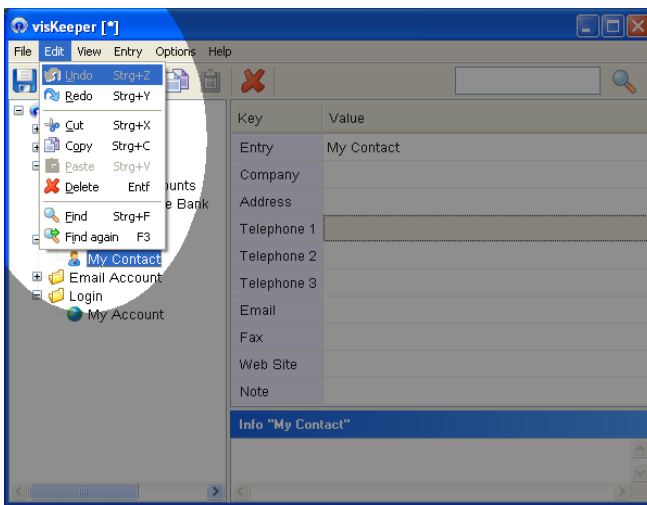 visKeeper [*]
File Edit View Entry Options Help
Undo Strg+Z
Redo Strg+Y
Cut Strg+X
Copy Strg+C
Paste Strg+V
Delete Entf
Find Strg+F
Find again F3
ounts
e Bank
My Contact
Email Account
Login
My Account
Key Value
Entry My Contact
Company
Address
Telephone 1
Telephone 2
Telephone 3
Email
Fax
Web Site
Note
Info "My Contact"